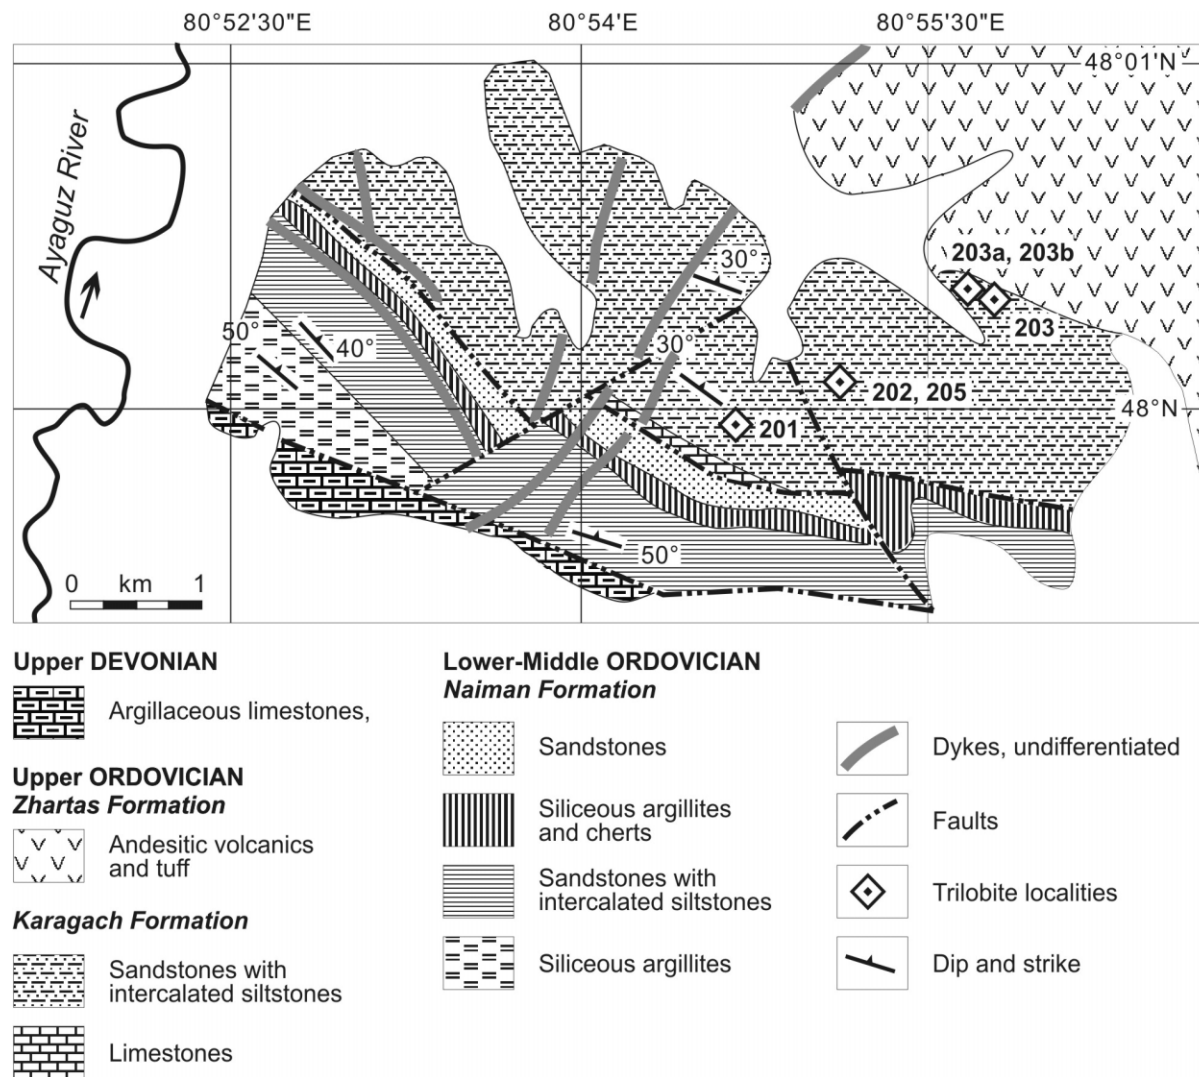 80°52'30"E
80°54'E
80°55'30"E
48°01'N
Ayaguz River
203a, 203b
30°
203
50°
40°
30°
202, 205
48°N
201
50°
0 km 1
Upper DEVONIAN
Argillaceous limestones,
Upper ORDOVICIAN
Zhartas Formation
Andesitic volcanics
and tuff
Karagach Formation
Sandstones with
intercalated siltstones
Limestones
Lower-Middle ORDOVICIAN
Naiman Formation
Sandstones
Siliceous argillites
and cherts
Sandstones with
intercalated siltstones
Siliceous argillites
Dykes, undifferentiated
Faults
Trilobite localities
Dip and strike